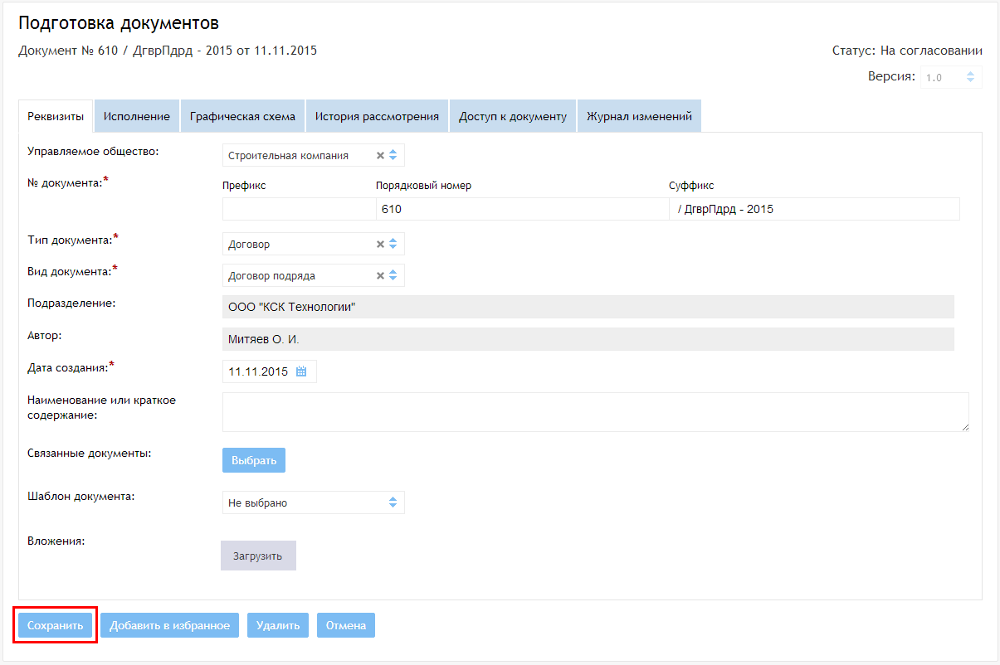 Подготовка документов
Документ № 610 / ДгврПдрд - 2015 от 11.11.2015
Статус: На согласовании
Версия: 1.0
Реквизиты Исполнение Графическая схема История рассмотрения Доступ к документу Журнал изменений
Управляемое общество: Строительная компания
№ документа:* Префикс Порядковый номер Суффикс
610 / ДгврПдрд - 2015
Тип документа:* Договор
Вид документа:* Договор подряда
Подразделение: ООО "КСК Технологии"
Автор: Митяев О. И.
Дата создания:* 11.11.2015
Наименование или краткое
содержание:
Связанные документы: Выбрать
Шаблон документа: Не выбрано
Вложения: Загрузить
Сохранить Добавить в избранное Удалить Отмена